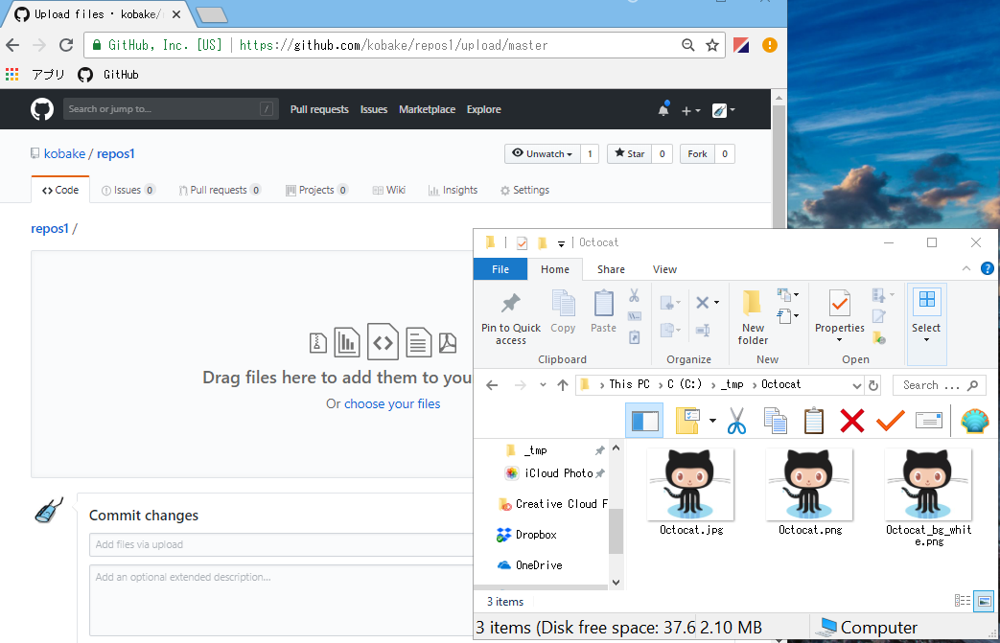 Upload files · kobake/
GitHub, Inc. [US] | https://github.com/kobake/repos1/upload/master
アプリ GitHub
Search or jump to... / Pull requests Issues Marketplace Explore
kobake / repos1
Unwatch 1 Star 0 Fork 0
Code Issues 0 Pull requests 0 Projects 0 Wiki Insights Settings
repos1 /
Drag files here to add them to you
Or choose your files
Commit changes
Add files via upload
Add an optional extended description...
Octocat
File Home Share View
Pin to Quick access
Copy
Paste
New folder
Properties
Select
Clipboard Organize New Open
This PC › C (C:) › _tmp › Octocat
Search ...
_tmp
iCloud Photo
Creative Cloud F
Dropbox
OneDrive
Octocat.jpg
Octocat.png
Octocat_bg_whit
e.png
3 items
3 items (Disk free space: 37.6 2.10 MB Computer